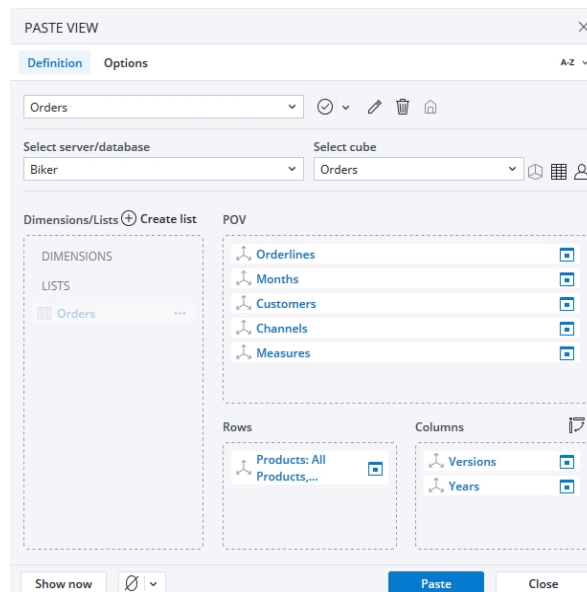 PASTE VIEW
Definition Options A-Z
Orders
Select server/database Select cube
Biker Orders
Dimensions/Lists Create list POV
DIMENSIONS
LISTS
Orders
Orderlines
Months
Customers
Channels
Measures
Rows Columns
Products: All
Products,...
Versions
Years
Show now Paste Close